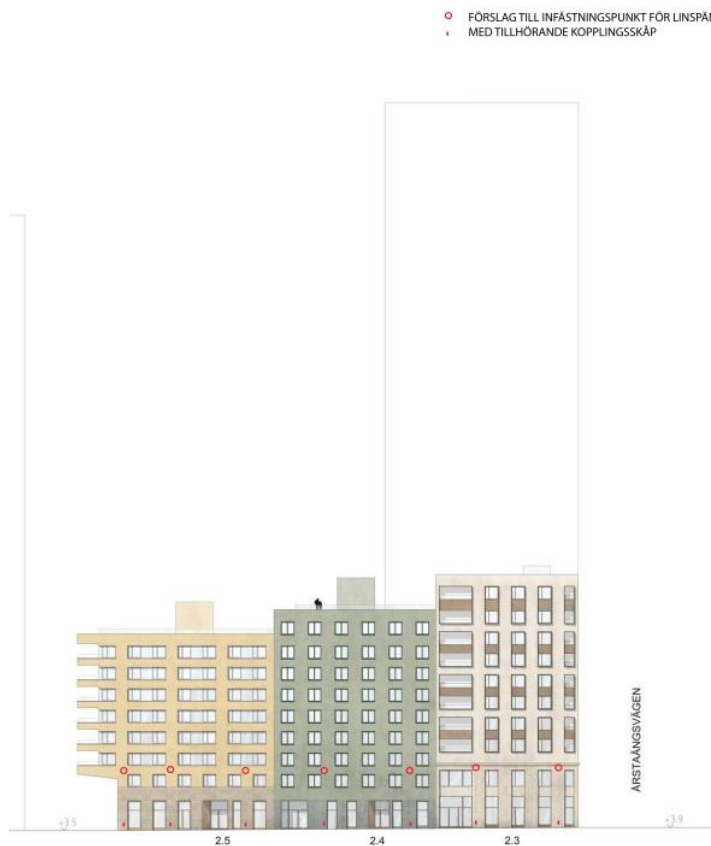 FÖRSLAG TILL INFÄSTNINGSPUNKT FÖR LINSPÄN
MED TILLHÖRANDE KOPPLINGSSKÅP
ÅRSTAÄNGSVÄGEN
+3.5
+3.9
2.5
2.4
2.3